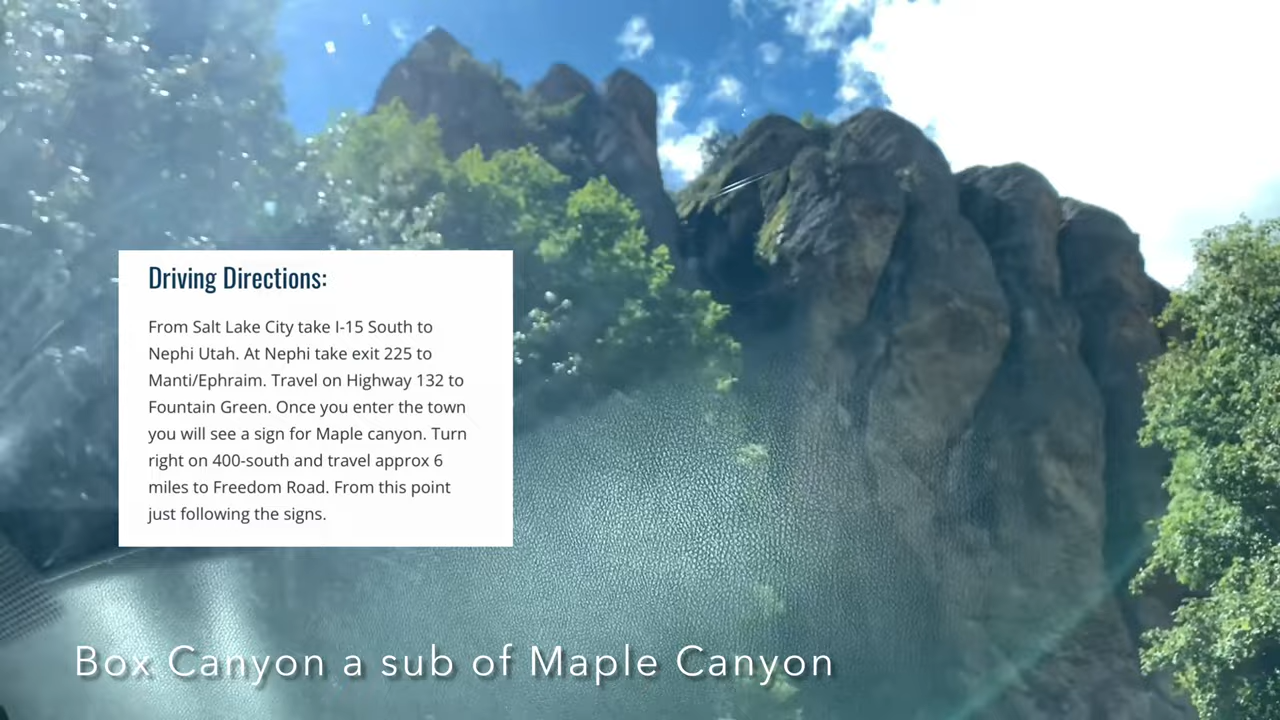 Driving Directions:
From Salt Lake City take I-15 South to
Nephi Utah. At Nephi take exit 225 to
Manti/Ephraim. Travel on Highway 132 to
Fountain Green. Once you enter the town
you will see a sign for Maple canyon. Turn
right on 400-south and travel approx 6
miles to Freedom Road. From this point
just following the signs.
Box Canyon a sub of Maple Canyon